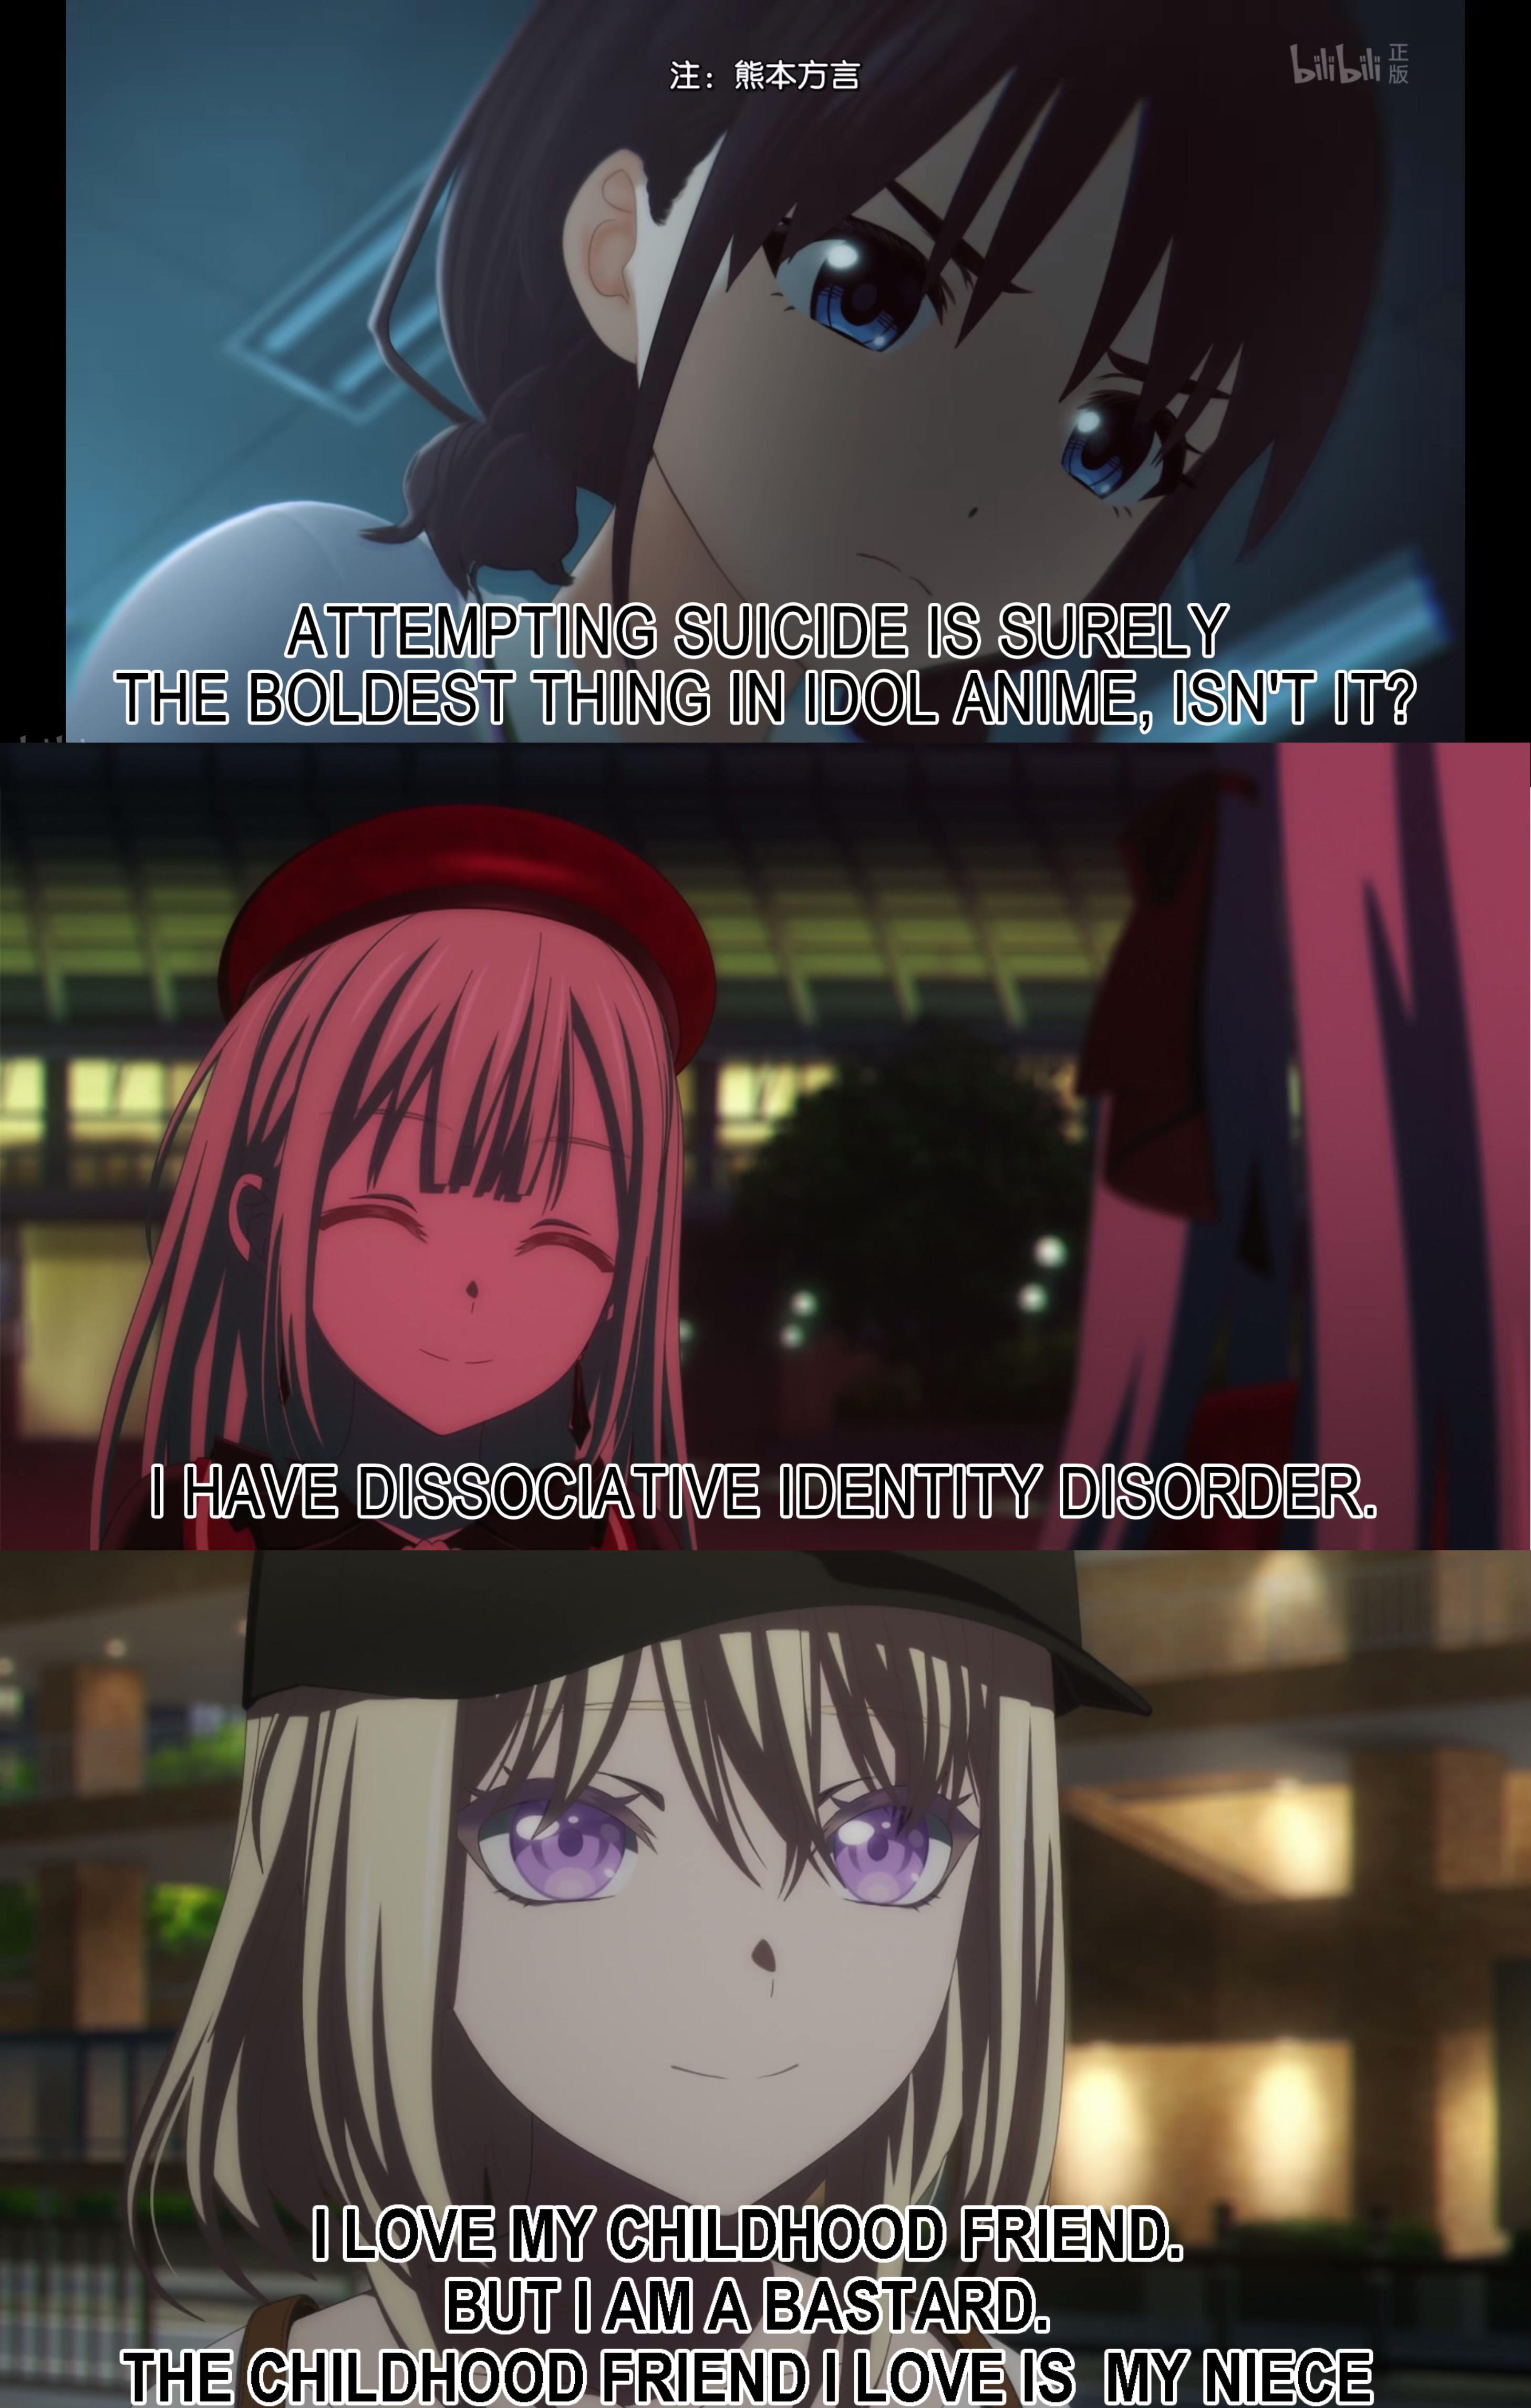 注：熊本方言
bilibili 正版
ATTEMPTING SUICIDE IS SURELY
THE BOLDEST THING IN IDOL ANIME, ISN'T IT?
I HAVE DISSOCIATIVE IDENTITY DISORDER.
I LOVE MY CHILDHOOD FRIEND.
BUT I AM A BASTARD.
THE CHILDHOOD FRIEND I LOVE IS MY NIECE